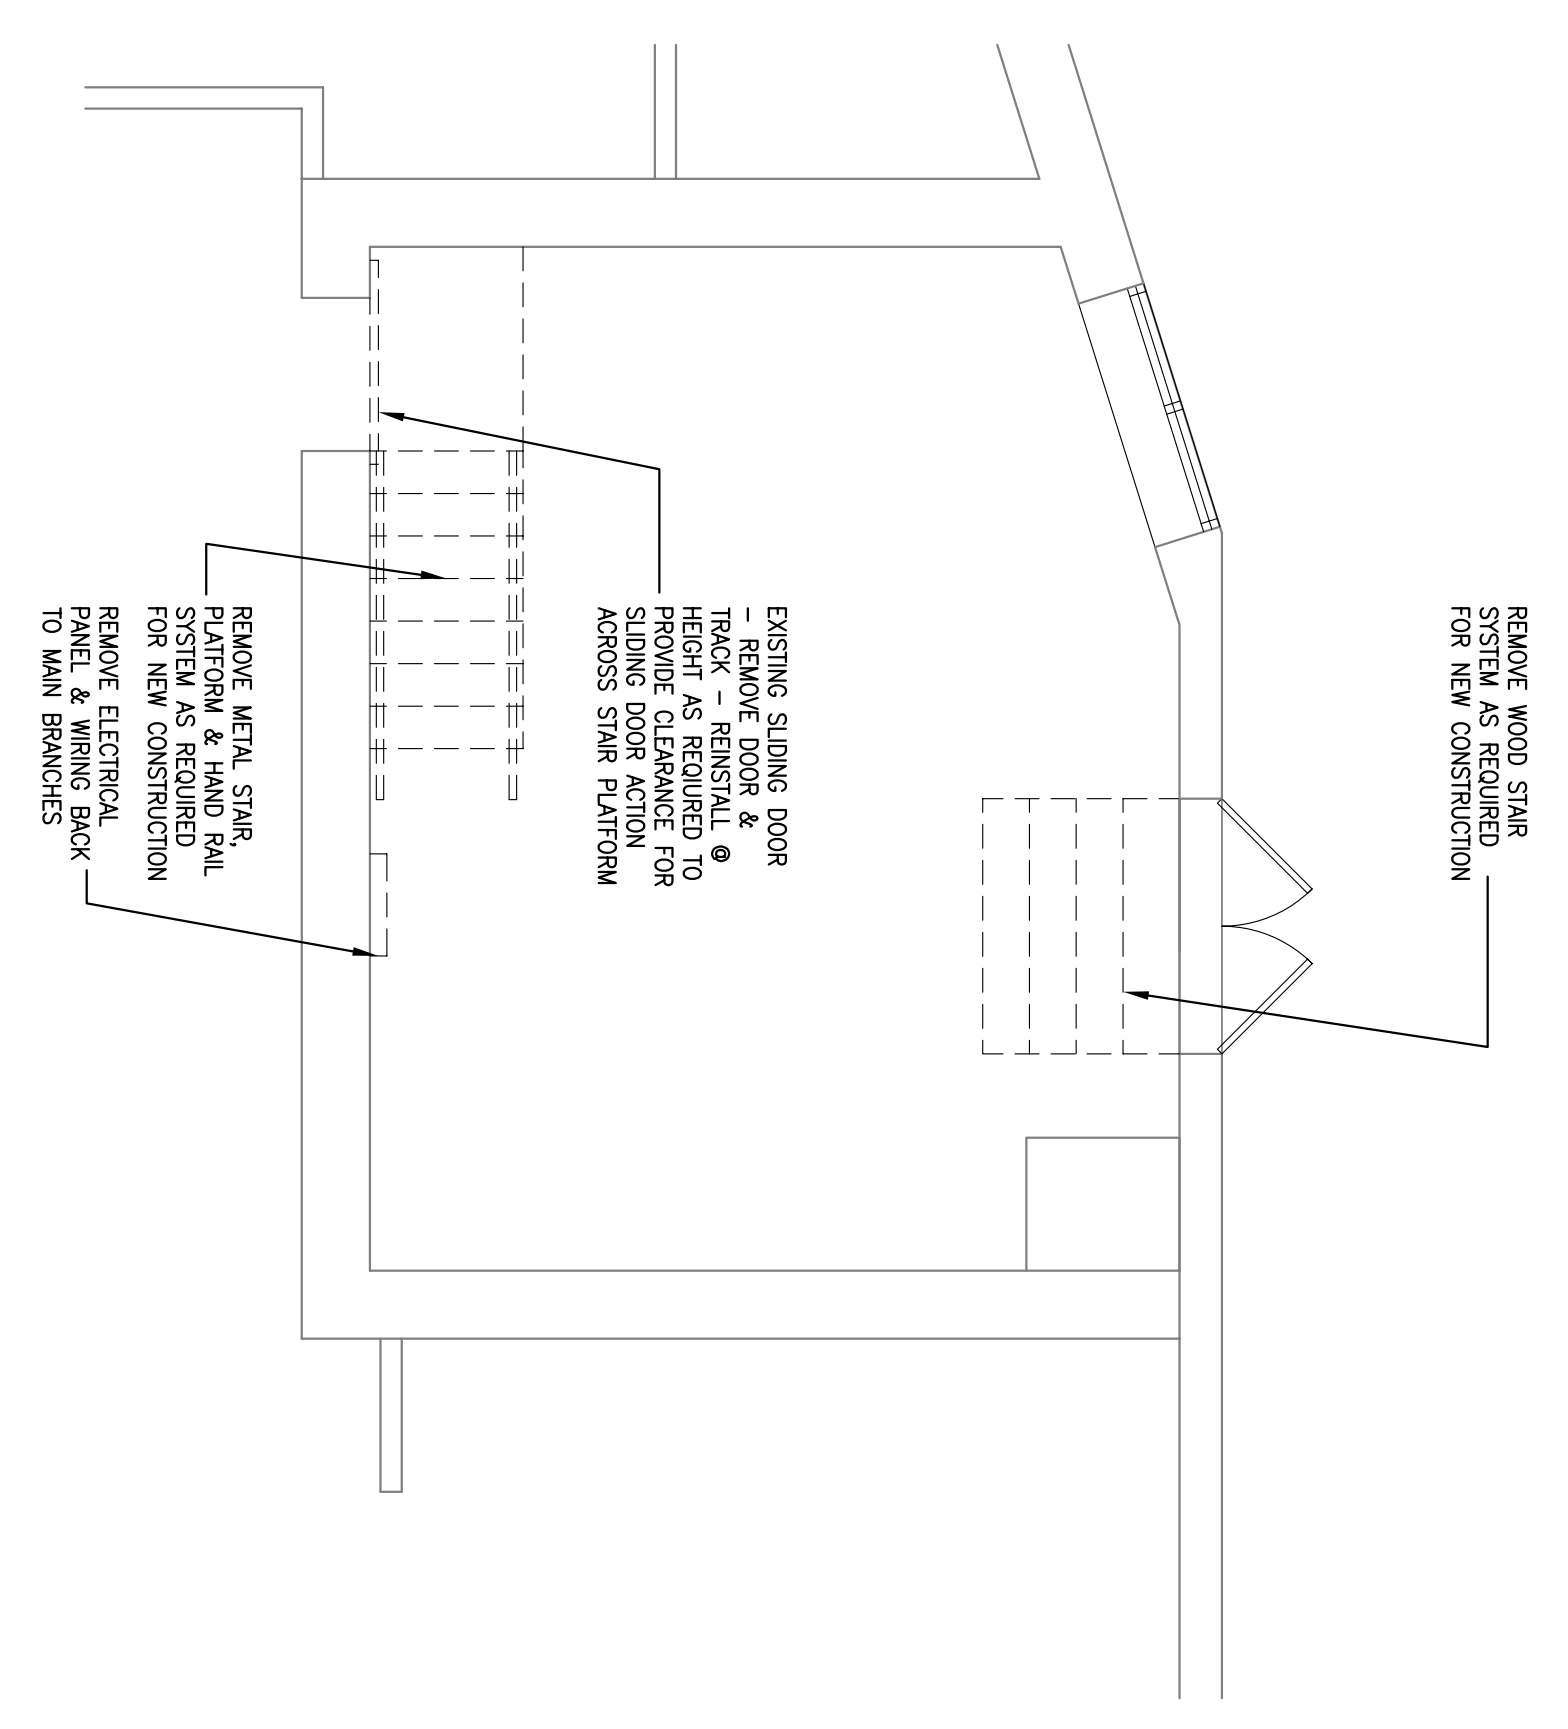 REMOVE WOOD STAIR
SYSTEM AS REQUIRED
FOR NEW CONSTRUCTION
EXISTING SLIDING DOOR
- REMOVE DOOR &
TRACK - REINSTALL @
HEIGHT AS REQIURED TO
PROVIDE CLEARANCE FOR
SLIDING DOOR ACTION
ACROSS STAIR PLATFORM
REMOVE METAL STAIR,
PLATFORM & HAND RAIL
SYSTEM AS REQUIRED
FOR NEW CONSTRUCTION
REMOVE ELECTRICAL
PANEL & WIRING BACK
TO MAIN BRANCHES